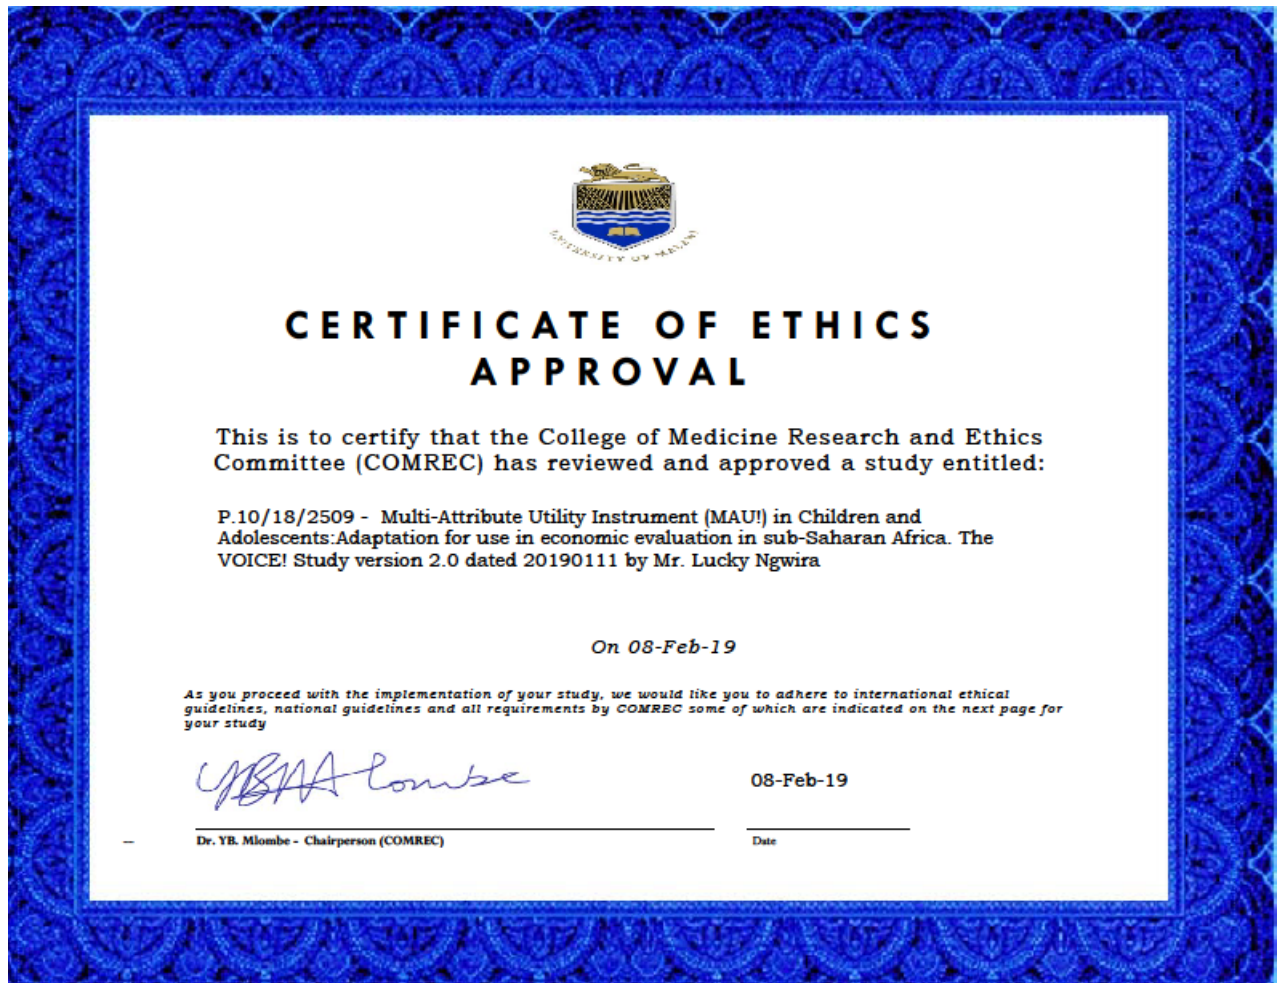 UNIVERSITY OF MALAWI
CERTIFICATE OF ETHICS
APPROVAL
This is to certify that the College of Medicine Research and Ethics
Committee (COMREC) has reviewed and approved a study entitled:
P.10/18/2509 - Multi-Attribute Utility Instrument (MAU!) in Children and
Adolescents:Adaptation for use in economic evaluation in sub-Saharan Africa. The
VOICE! Study version 2.0 dated 20190111 by Mr. Lucky Ngwira
On 08-Feb-19
As you proceed with the implementation of your study, we would like you to adhere to international ethical
guidelines, national guidelines and all requirements by COMREC some of which are indicated on the next page for
your study
YBMlombe
08-Feb-19
Dr. YB. Mlombe - Chairperson (COMREC)
Date